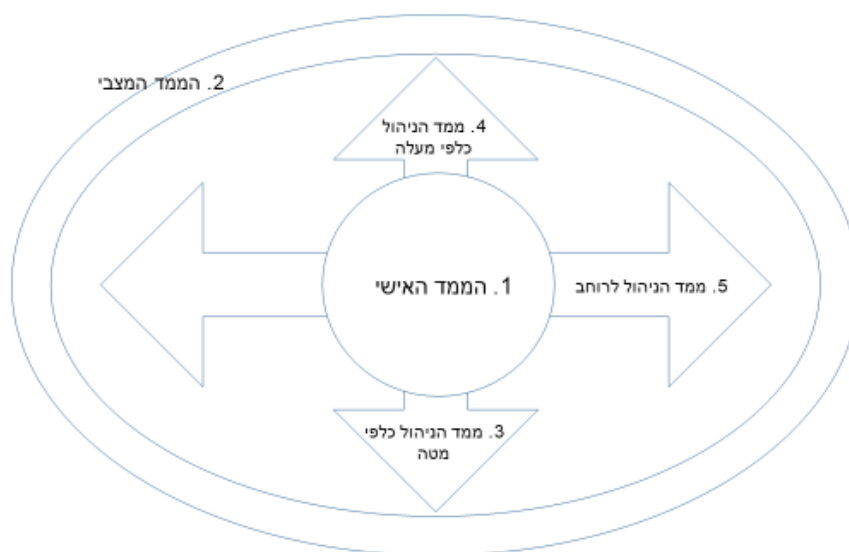 2. הממד המצבי
4. ממד הניהול
כלפי מעלה
1. הממד האישי
5. ממד הניהול לרוחב
3. ממד הניהול כלפי
מטה